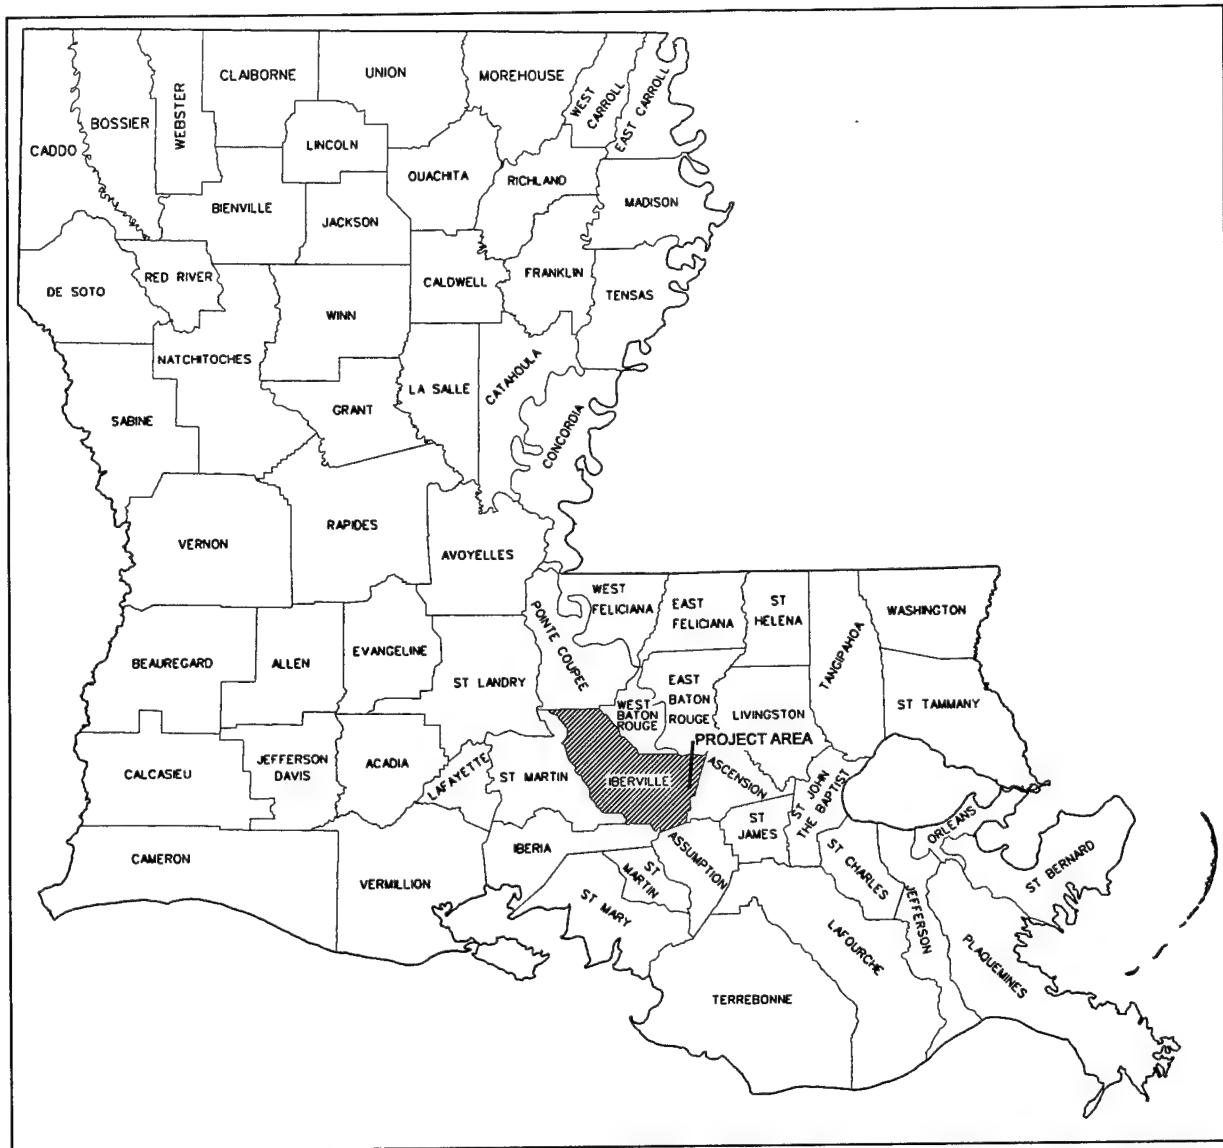 CLAIBORNE
UNION
MOREHOUSE
WEST
CARROLL
EAST CARROLL
WEBSTER
BOSSIER
CADDO
LINCOLN
OUACHITA
RICHLAND
MADISON
BIENVILLE
JACKSON
RED RIVER
CALDWELL
FRANKLIN
DE SOTO
TENSAS
WINN
NATCHITOCHES
LA SALLE
CATAHOULA
SABINE
GRANT
CONCORDIA
VERNON
RAPIDES
AVOYELLES
WEST
FELICIANA
EAST
FELICIANA
ST
HELENA
WASHINGTON
POINTE COUPEE
TANGIPAHOA
BEAUREGARD
ALLEN
EVANGELINE
ST LANDRY
EAST
BATON
ROUGE
WEST
BATON
ROUGE
LIVINGSTON
ST TAMMANY
PROJECT AREA
CALCASIEU
JEFFERSON
DAVIS
ACADIA
LAFAYETTE
ST MARTIN
IBERVILLE
ASCENSION
ST JOHN
THE BAPTIST
ST
JAMES
ORLEANS
CAMERON
VERMILLION
IBERIA
ST
MARTIN
ASSUMPTION
ST CHARLES
ST BERNARD
ST MARY
JEFFERSON
LAFOURCHE
PLAQUEMINES
TERREBONNE